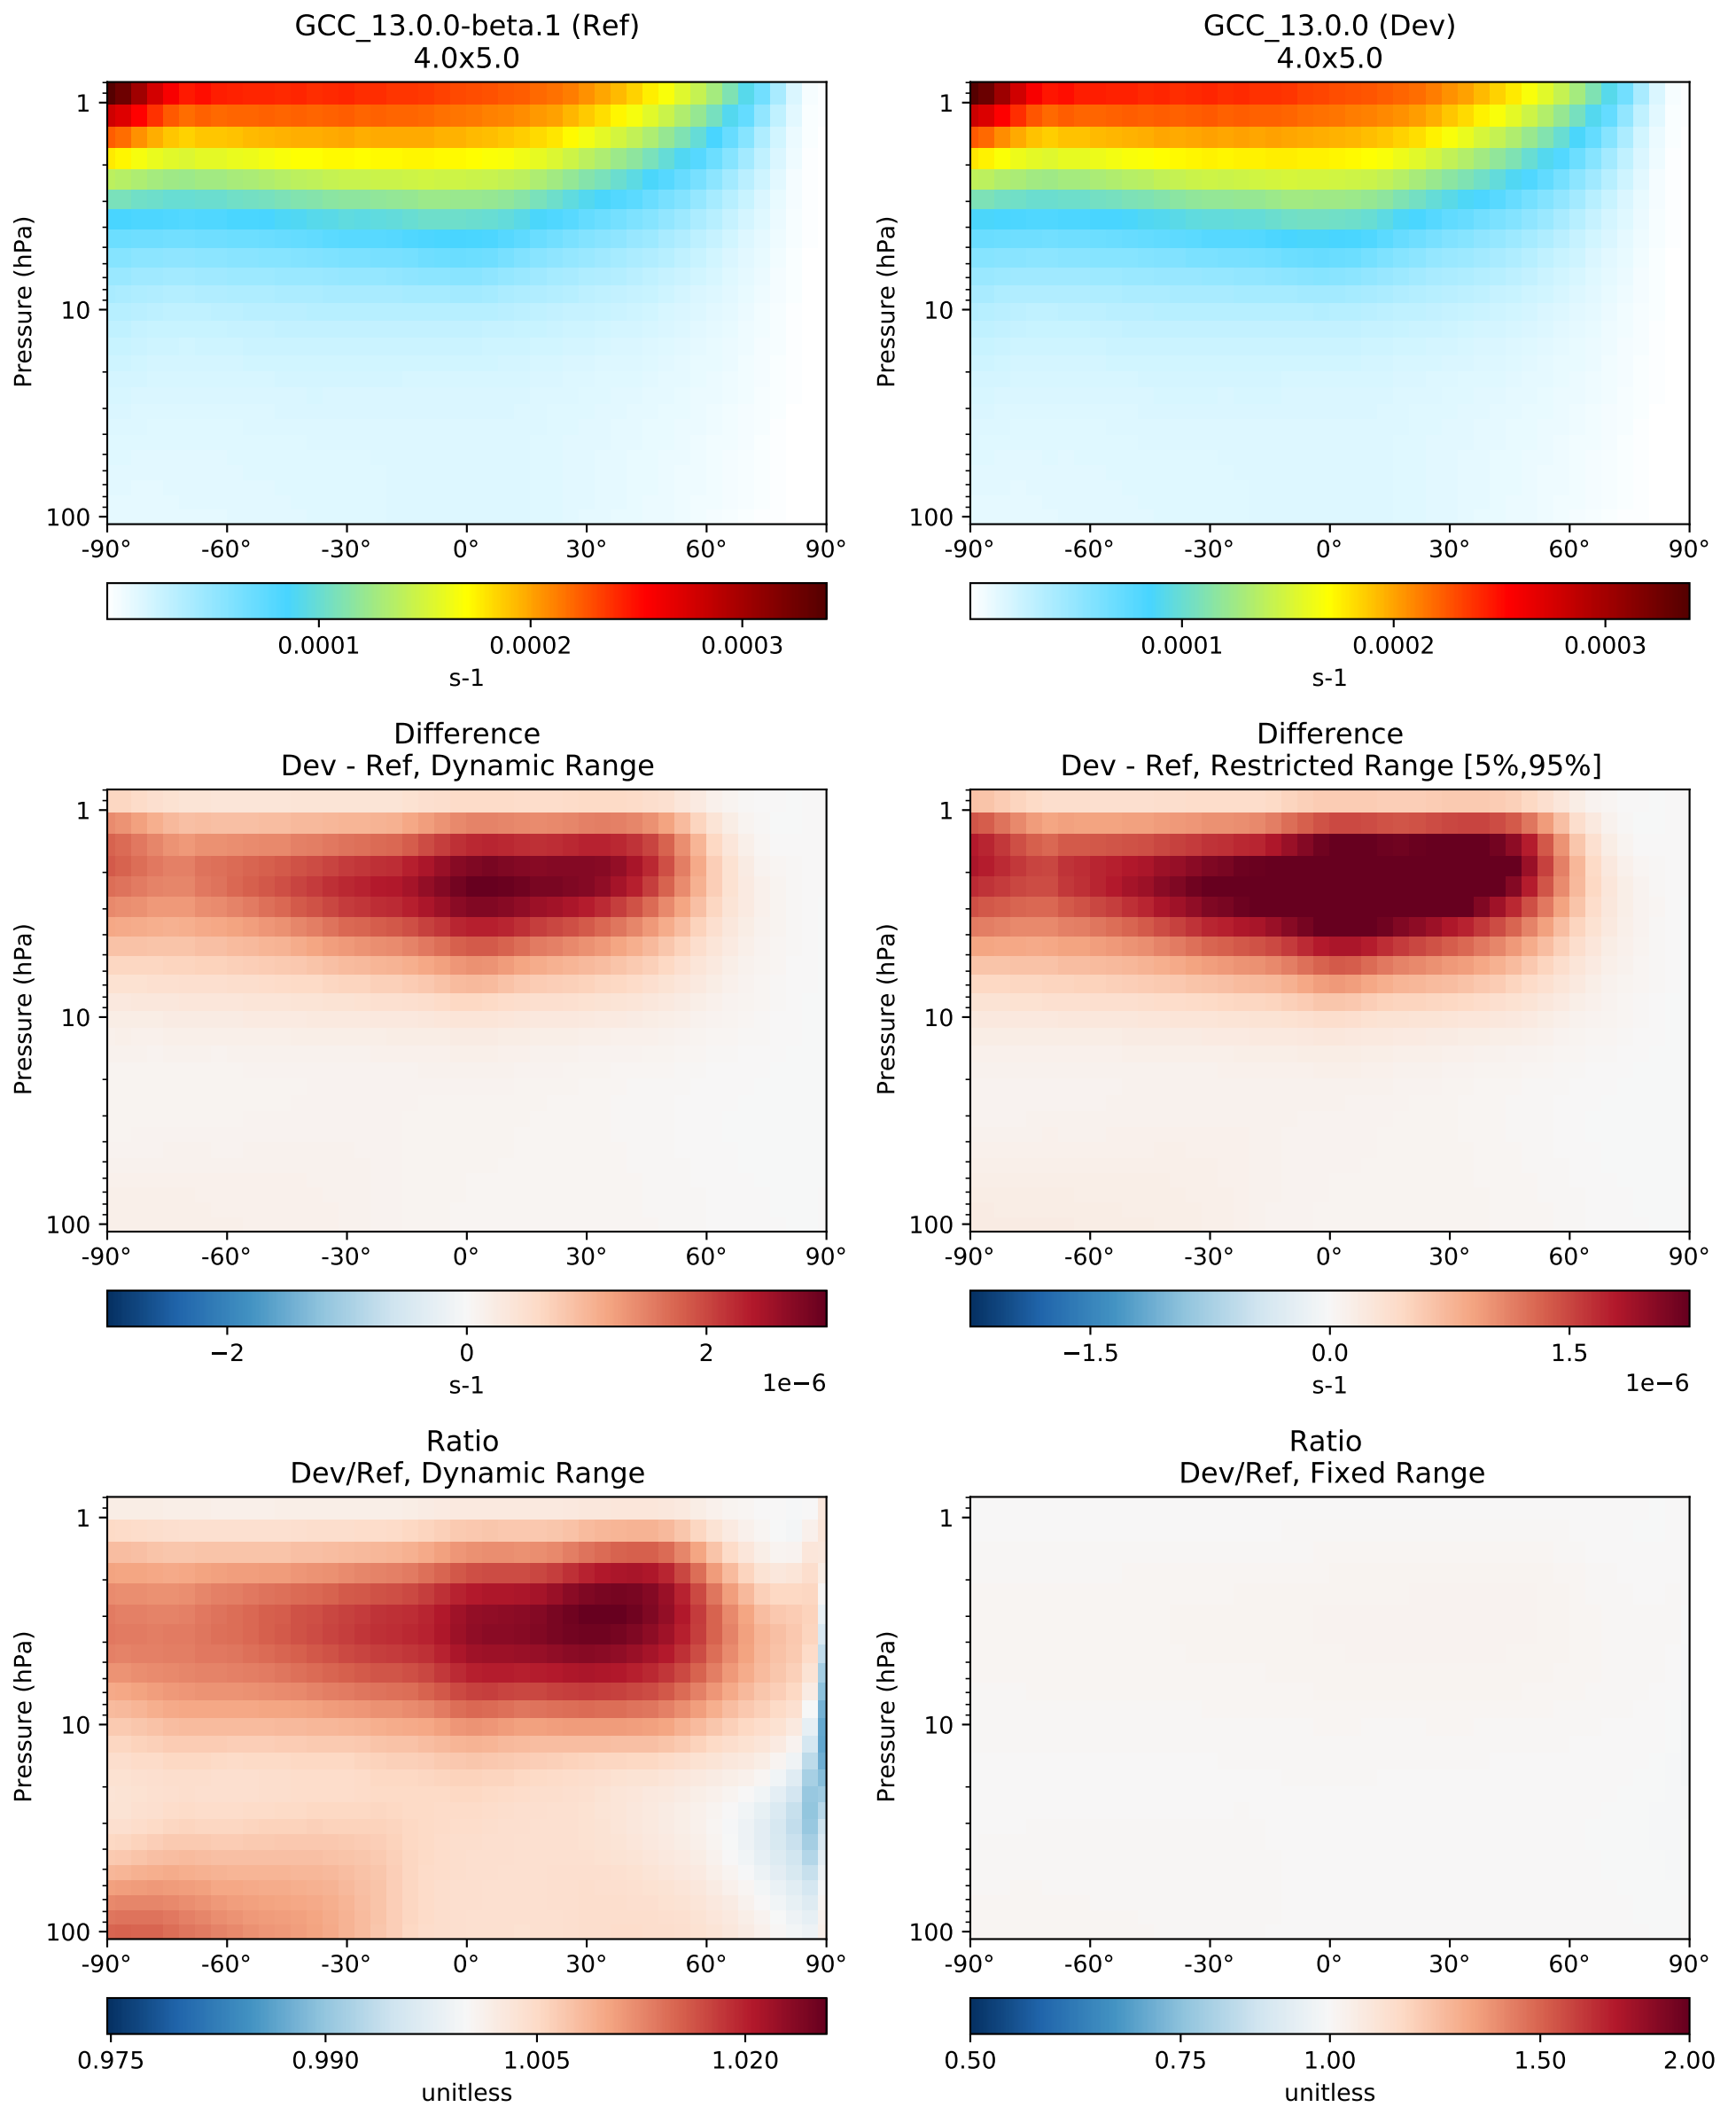 GCC_13.0.0-beta.1 (Ref)
4.0x5.0
Pressure (hPa)
1
10
100
-90° -60° -30° 0° 30° 60° 90°
0.0001 0.0002 0.0003
s-1
GCC_13.0.0 (Dev)
4.0x5.0
Pressure (hPa)
1
10
100
-90° -60° -30° 0° 30° 60° 90°
0.0001 0.0002 0.0003
s-1
Difference
Dev - Ref, Dynamic Range
Pressure (hPa)
1
10
100
-90° -60° -30° 0° 30° 60° 90°
−2 0 2
s-1 1e−6
Difference
Dev - Ref, Restricted Range [5%,95%]
Pressure (hPa)
1
10
100
-90° -60° -30° 0° 30° 60° 90°
−1.5 0.0 1.5
s-1 1e−6
Ratio
Dev/Ref, Dynamic Range
Pressure (hPa)
1
10
100
-90° -60° -30° 0° 30° 60° 90°
0.975 0.990 1.005 1.020
unitless
Ratio
Dev/Ref, Fixed Range
Pressure (hPa)
1
10
100
-90° -60° -30° 0° 30° 60° 90°
0.50 0.75 1.00 1.50 2.00
unitless